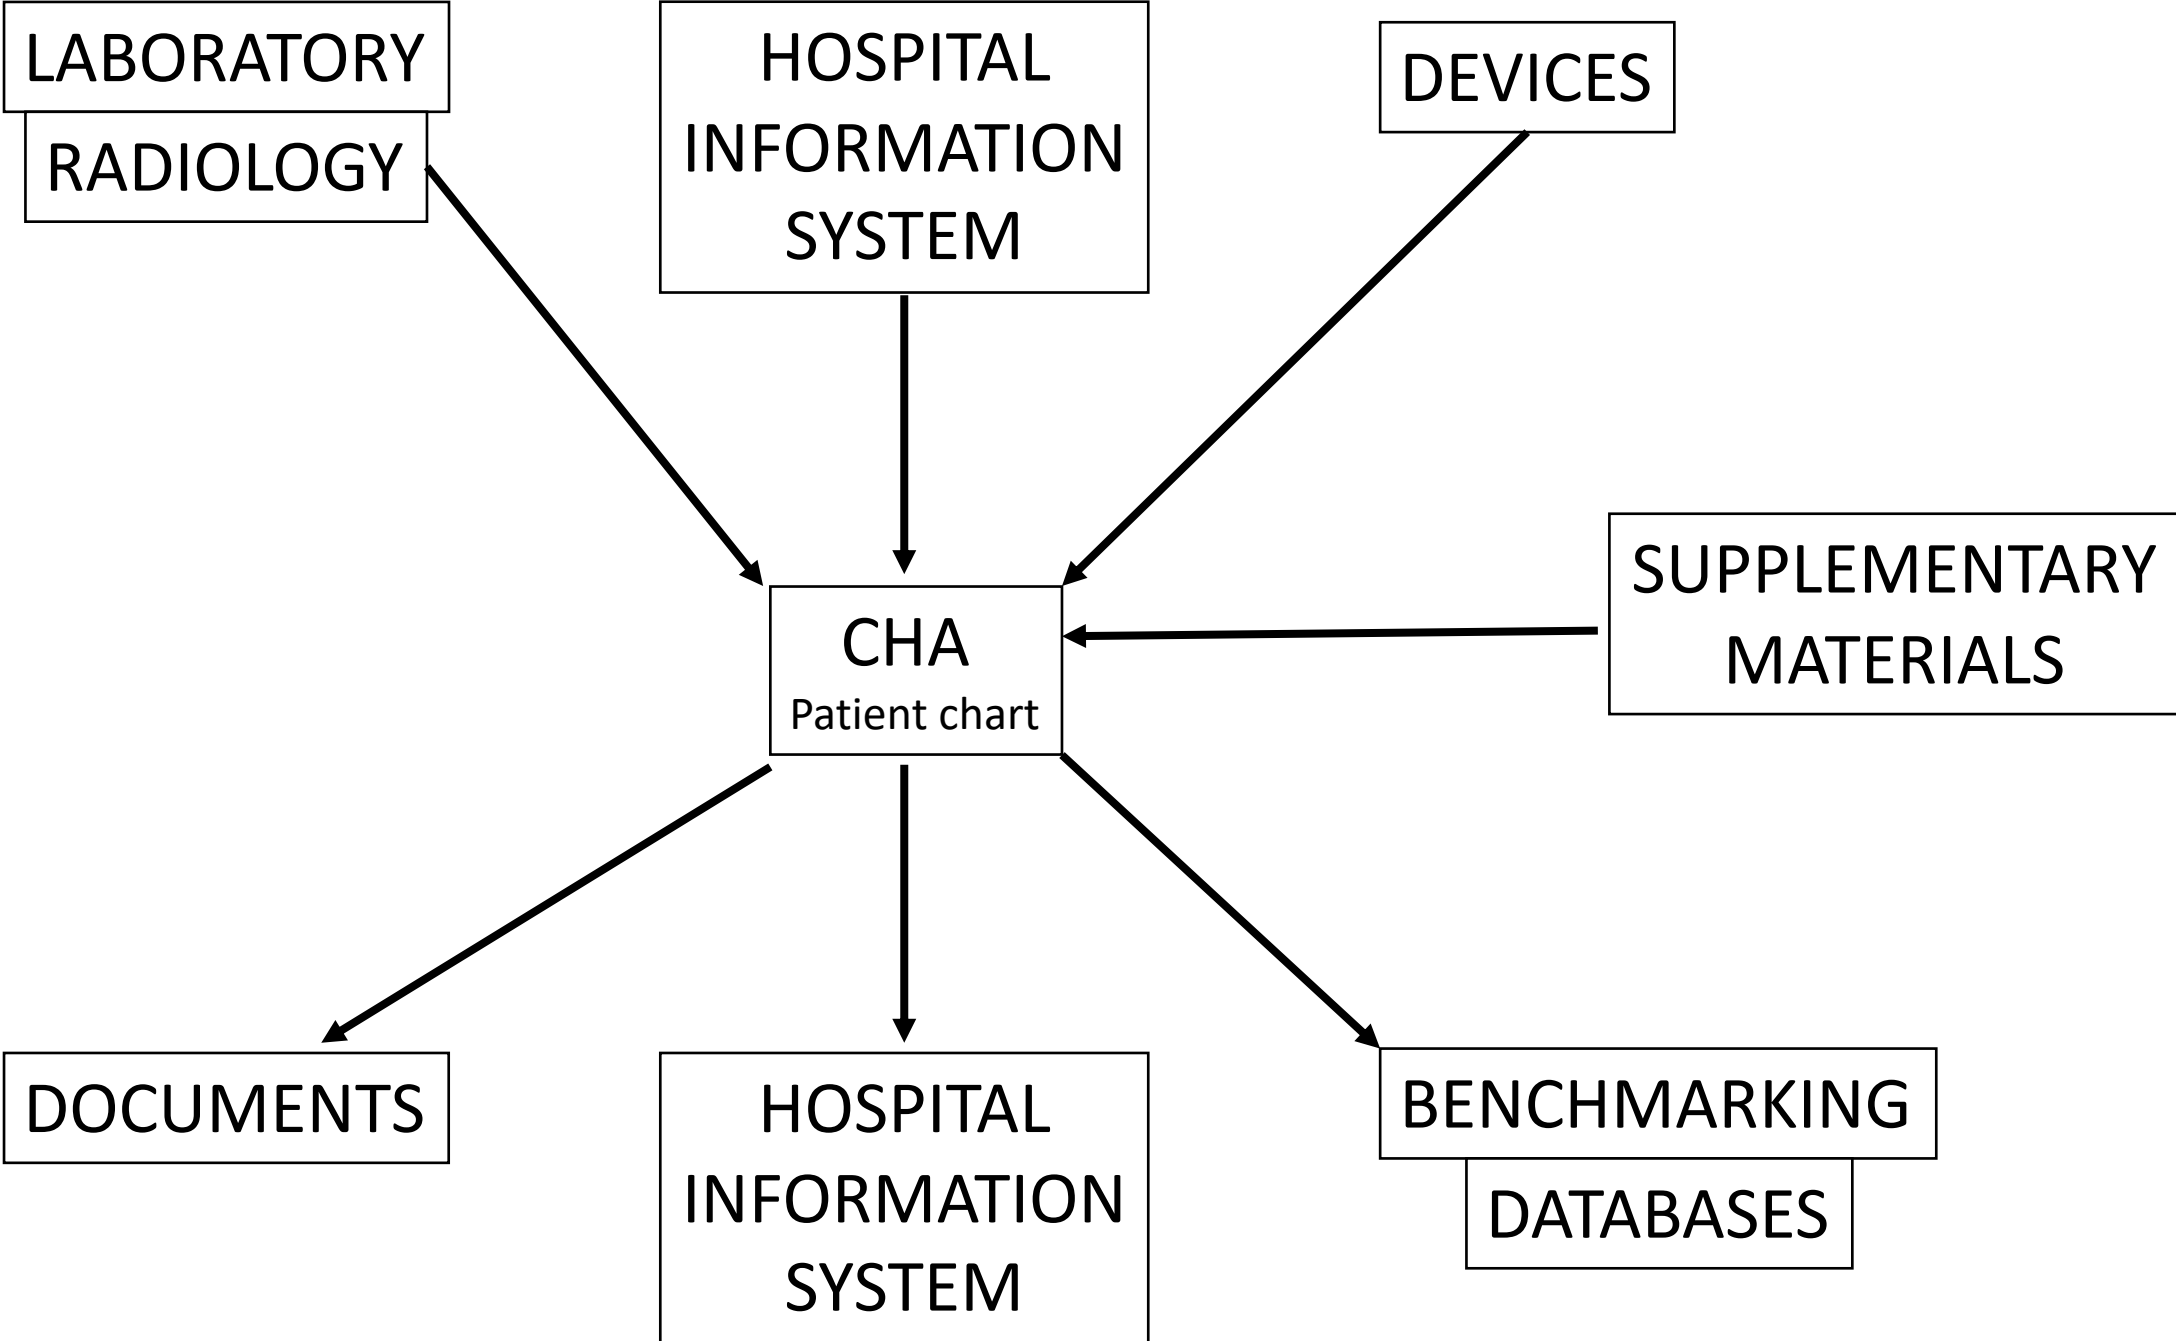 LABORATORY
RADIOLOGY
HOSPITAL
INFORMATION
SYSTEM
DEVICES
SUPPLEMENTARY
MATERIALS
CHA
Patient chart
DOCUMENTS
HOSPITAL
INFORMATION
SYSTEM
BENCHMARKING
DATABASES